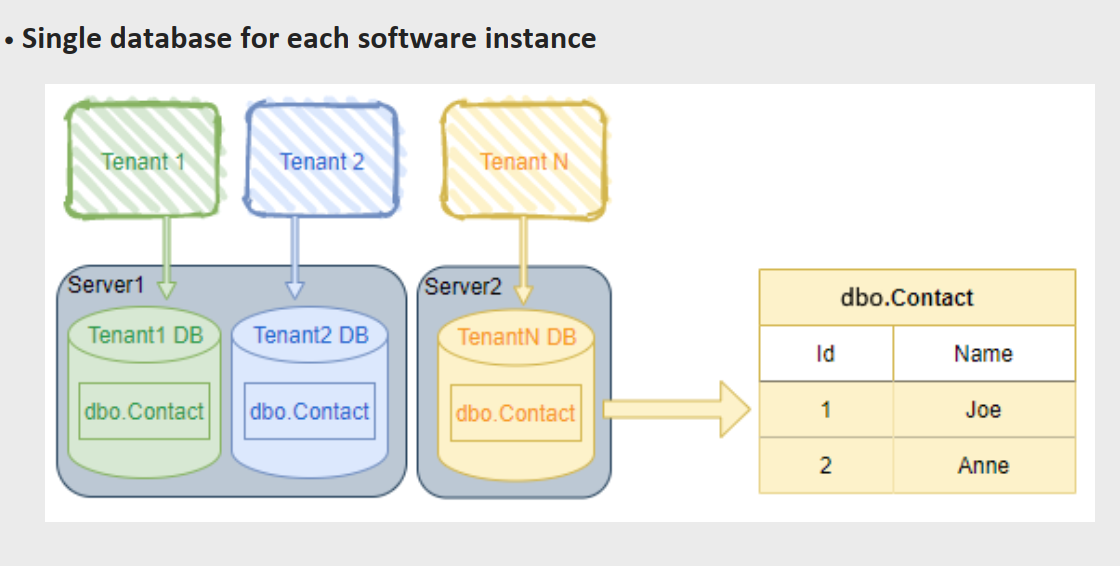 • Single database for each software instance
Tenant 1
Tenant 2
Tenant N
Server1
Server2
Tenant1 DB
Tenant2 DB
TenantN DB
dbo.Contact
dbo.Contact
dbo.Contact
dbo.Contact
Id Name
1 Joe
2 Anne